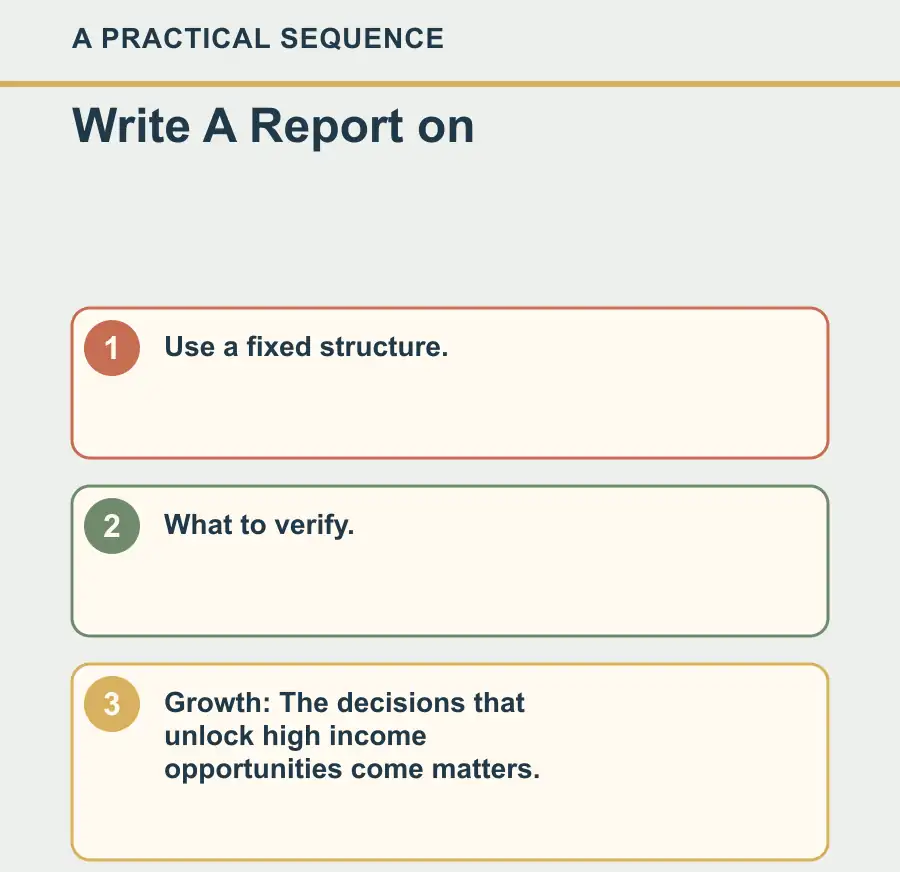 A PRACTICAL SEQUENCE
Write A Report on
1
Use a fixed structure.
2
What to verify.
3
Growth: The decisions that
unlock high income
opportunities come matters.